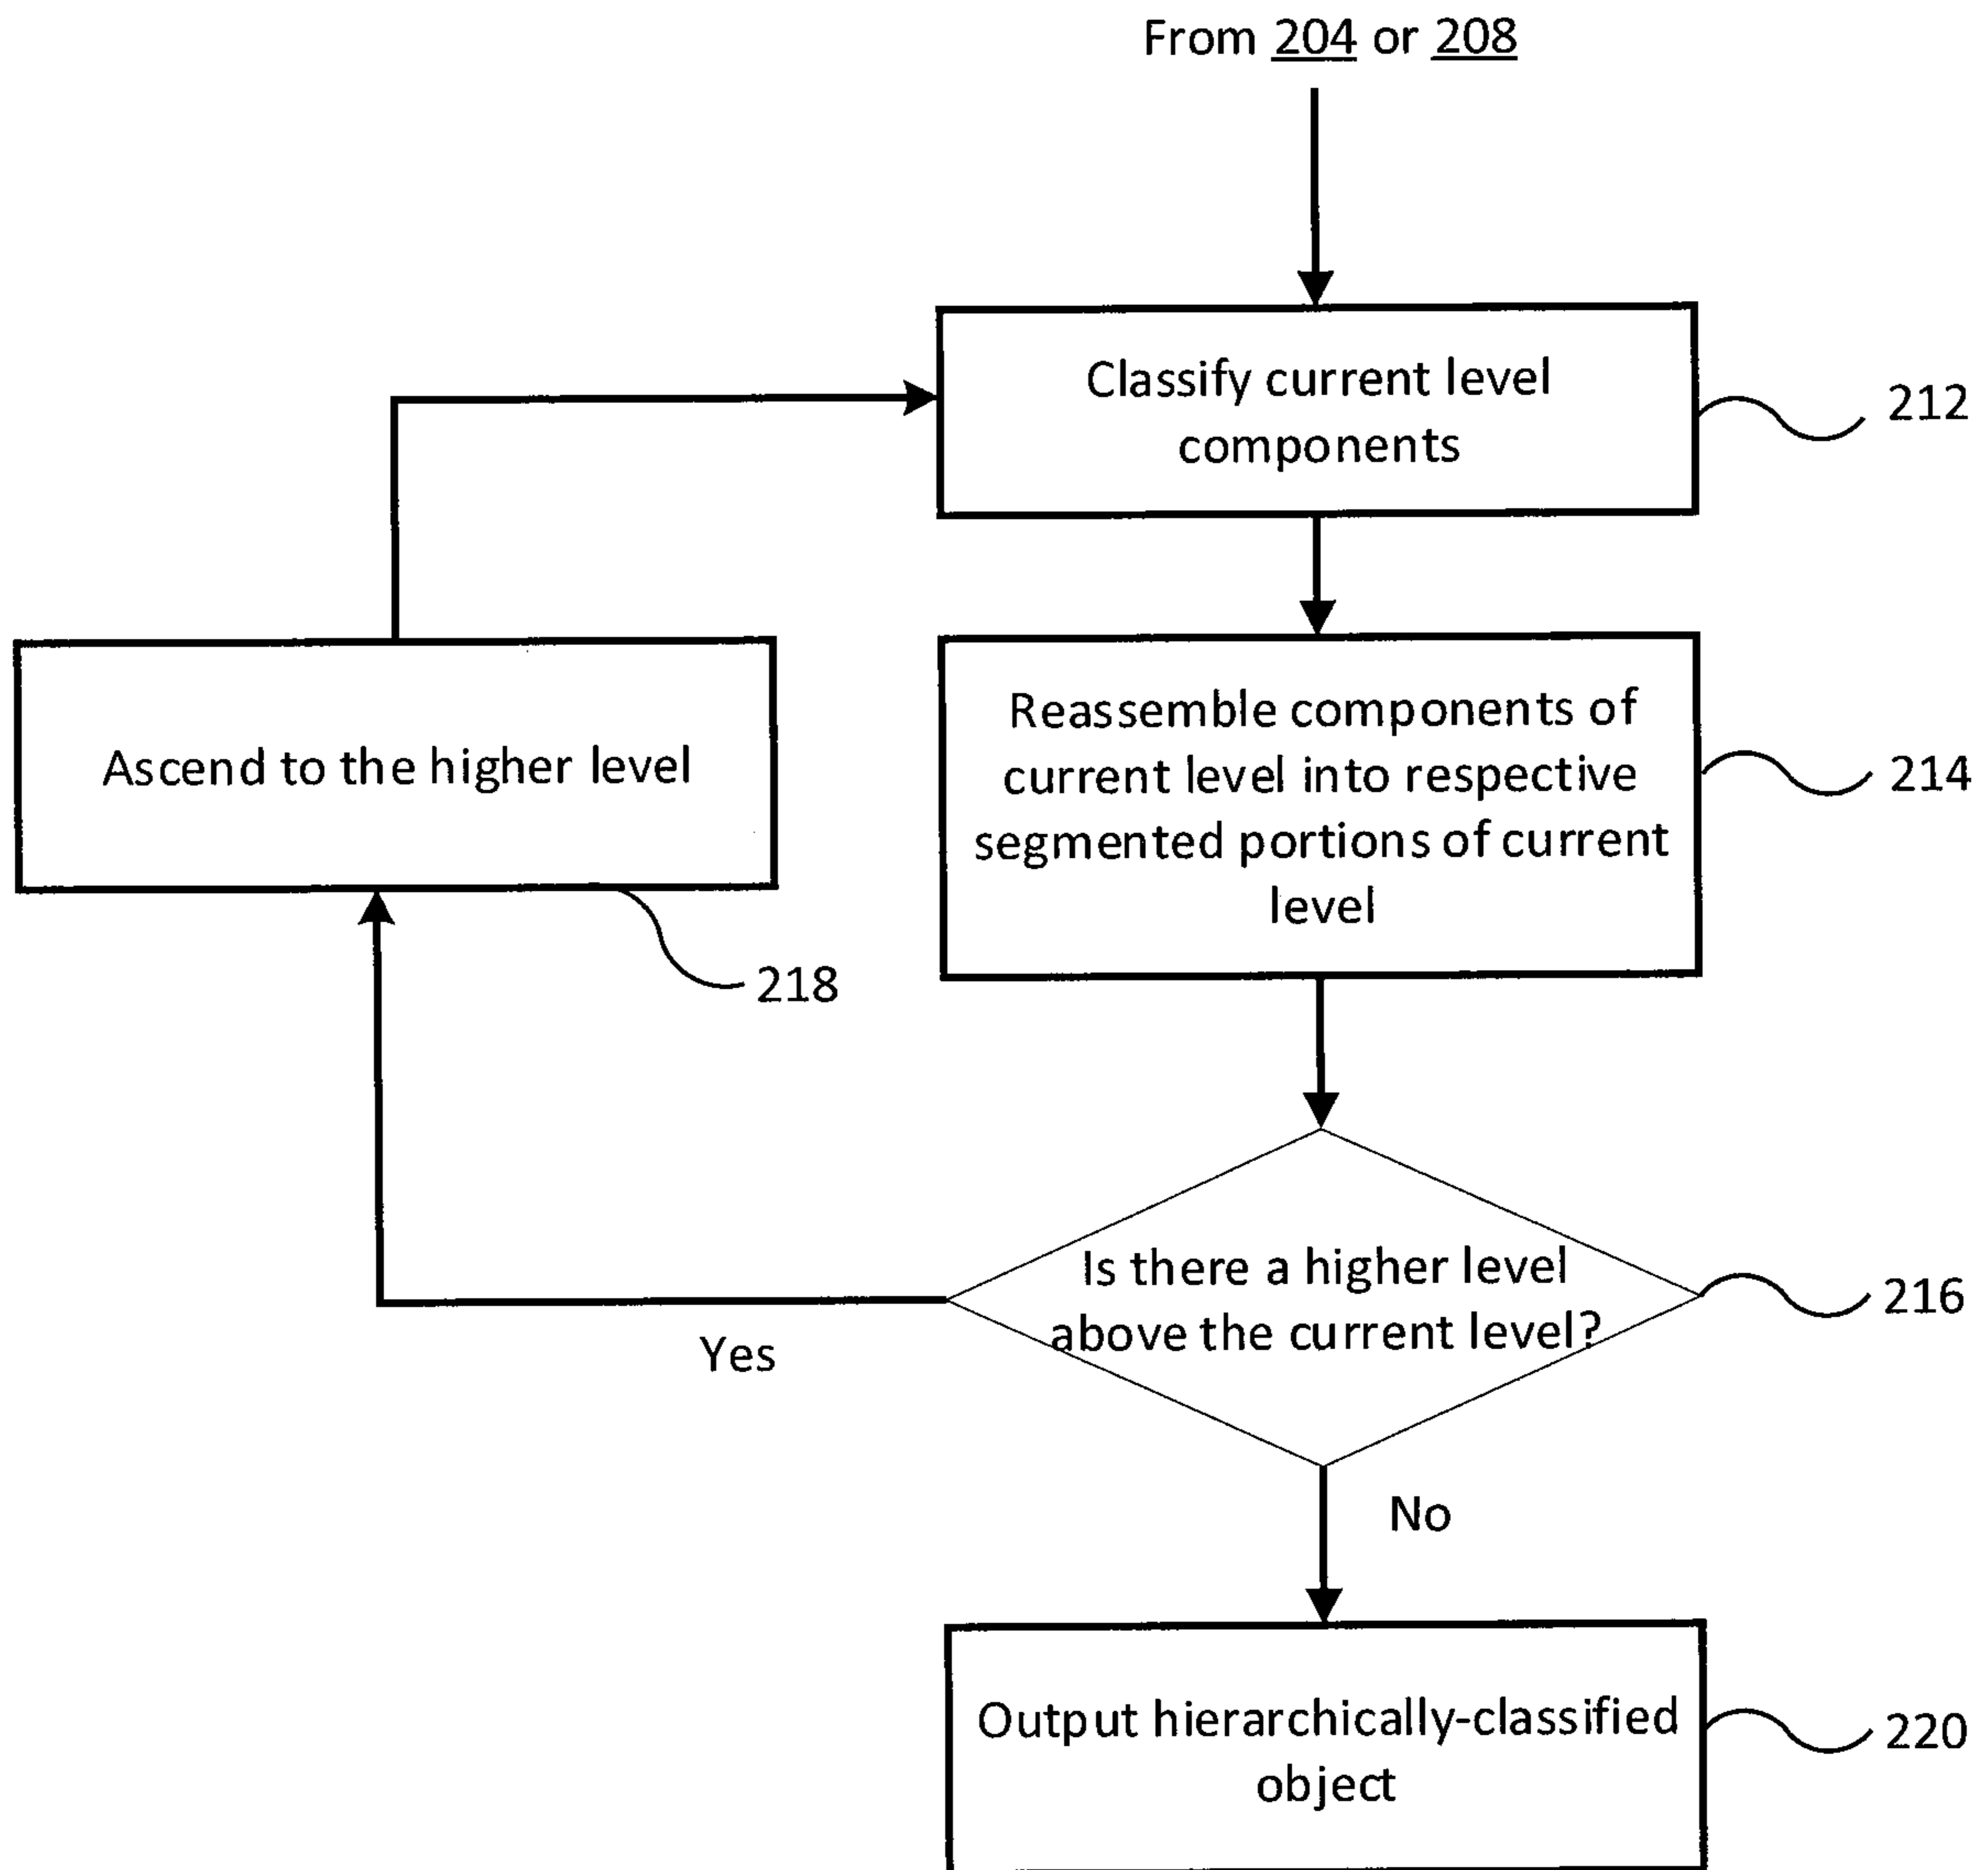 From 204 or 208
Classify current level
components
212
Reassemble components of
current level into respective
segmented portions of current
level
214
Ascend to the higher level
218
Is there a higher level
above the current level?
216
Yes
No
Output hierarchically-classified
object
220